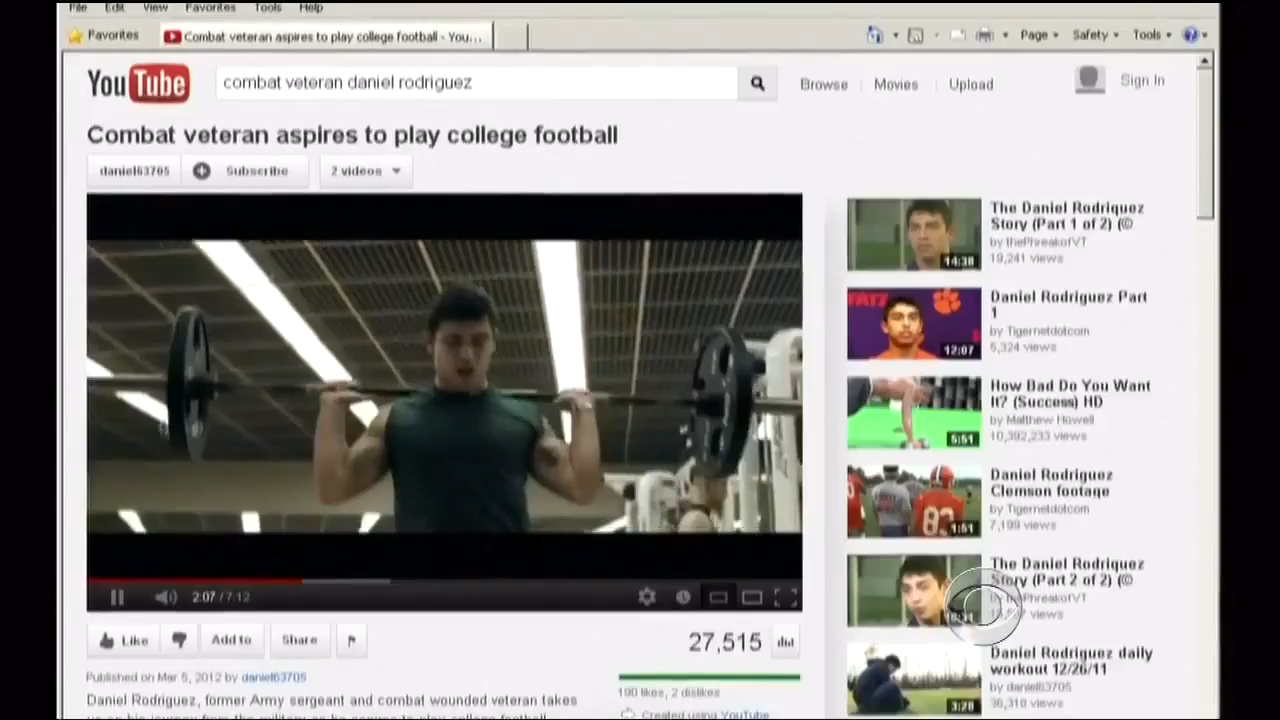 File Edit View Favorites Tools Help
Favorites
Combat veteran aspires to play college football - You...
Page Safety Tools
YouTube
combat veteran daniel rodriguez
Browse Movies Upload Sign In
Combat veteran aspires to play college football
daniel63705 Subscribe 2 videos
2:07 / 7:12
Like Add to Share
27,515
Published on Mar 5, 2012 by daniel63705
190 likes, 2 dislikes
Daniel Rodriguez, former Army sergeant and combat wounded veteran takes
Created using YouTube
The Daniel Rodriguez
Story (Part 1 of 2) (©
by thePhreakofVT
19,241 views
14:38
Daniel Rodriguez Part
1
by Tigernetdotcom
5,324 views
12:07
How Bad Do You Want
It? (Success) HD
by Matthew Howell
10,392,233 views
5:51
Daniel Rodriguez
Clemson footage
by Tigernetdotcom
7,199 views
83
1:51
The Daniel Rodriguez
Story (Part 2 of 2) (©
by thePhreakofVT
views
Daniel Rodriguez daily
workout 12/26/11
by daniel63705
36,318 views
3:28